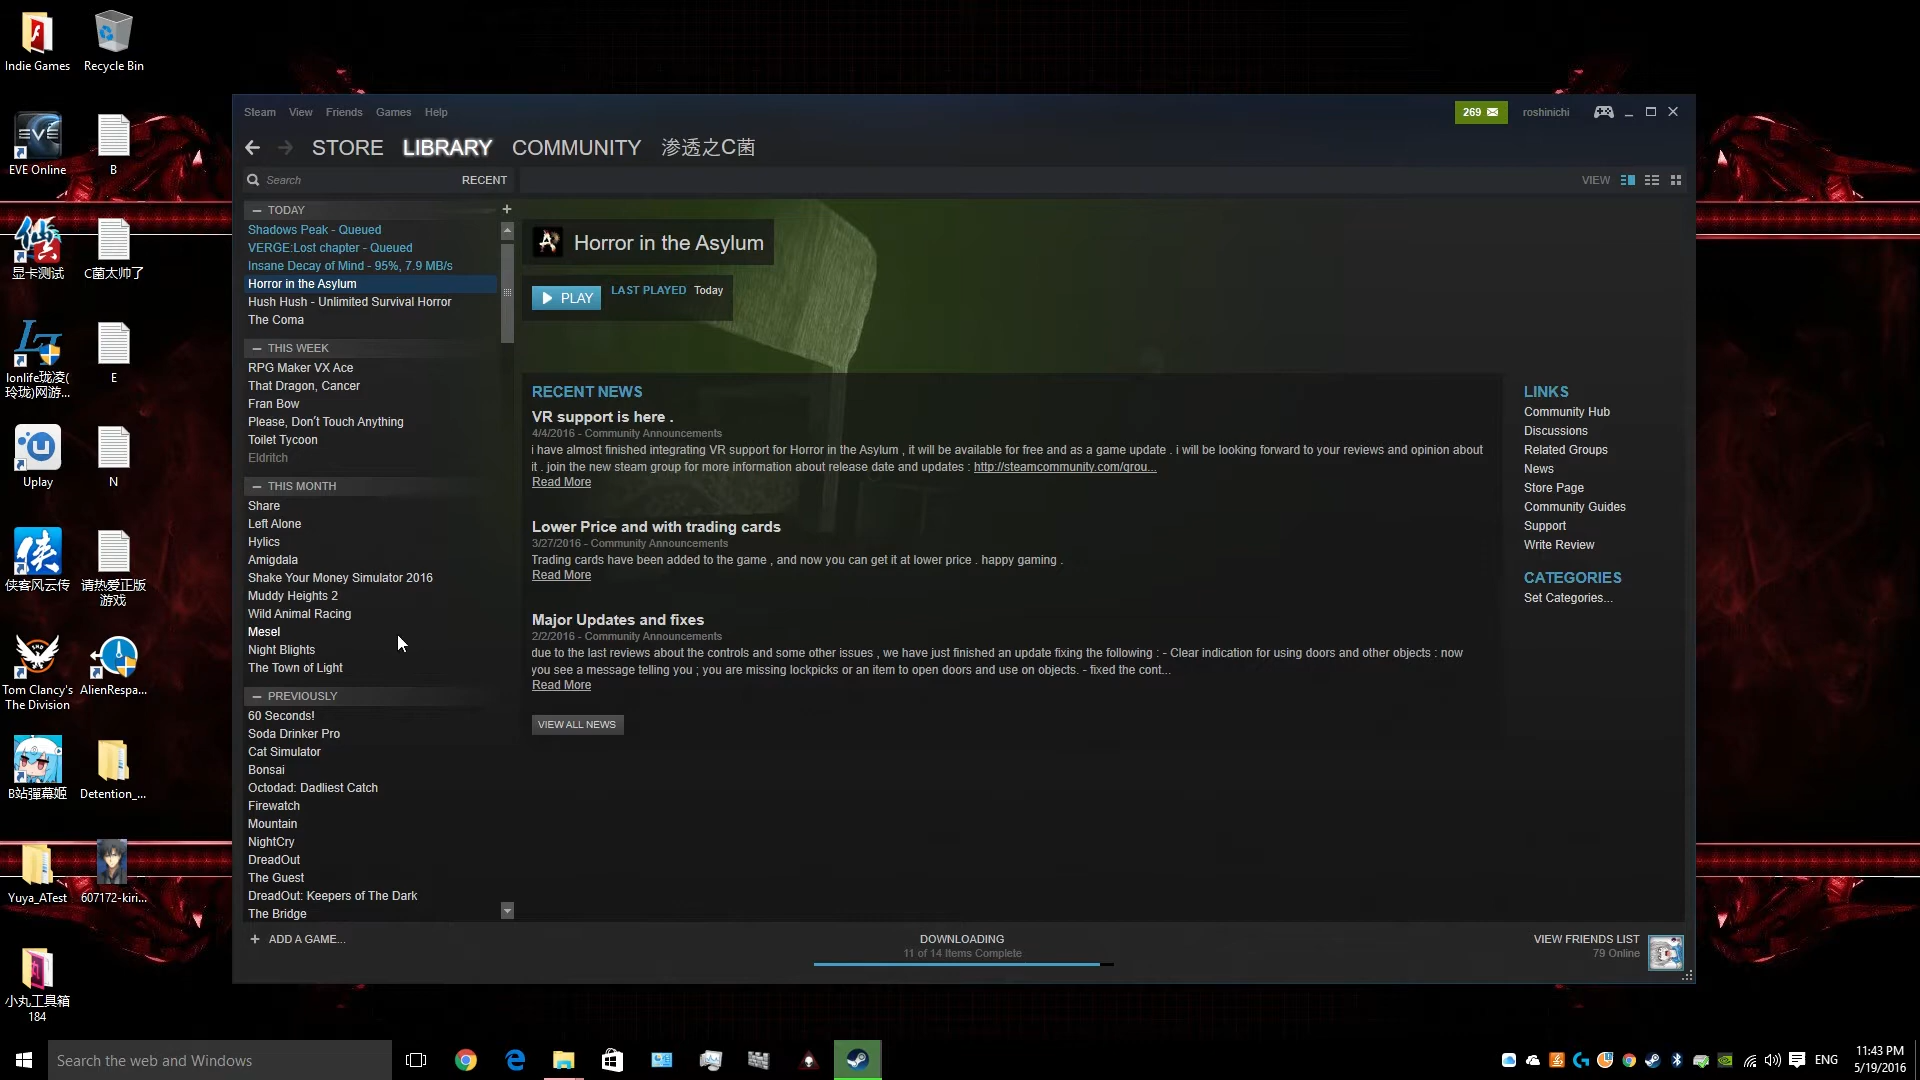 Indie Games
Recycle Bin
EVE Online
B
显卡测试
C菌太帅了
lonlife珑凌(
玲珑)网游...
E
Uplay
N
侠客风云传
请热爱正版
游戏
Tom Clancy's
The Division
AlienRespa...
B站彈幕姬
Detention_...
Yuya_ATest
607172-kiri...
小丸工具箱
184
Steam View Friends Games Help
269
roshinichi
STORE LIBRARY COMMUNITY 渗透之C菌
Search
RECENT
VIEW
TODAY
Shadows Peak - Queued
VERGE:Lost chapter - Queued
Insane Decay of Mind - 95%, 7.9 MB/s
Horror in the Asylum
Hush Hush - Unlimited Survival Horror
The Coma
THIS WEEK
RPG Maker VX Ace
That Dragon, Cancer
Fran Bow
Please, Don't Touch Anything
Toilet Tycoon
Eldritch
THIS MONTH
Share
Left Alone
Hylics
Amigdala
Shake Your Money Simulator 2016
Muddy Heights 2
Wild Animal Racing
Mesel
Night Blights
The Town of Light
PREVIOUSLY
60 Seconds!
Soda Drinker Pro
Cat Simulator
Bonsai
Octodad: Dadliest Catch
Firewatch
Mountain
NightCry
DreadOut
The Guest
DreadOut: Keepers of The Dark
The Bridge
Horror in the Asylum
PLAY
LAST PLAYED Today
RECENT NEWS
VR support is here .
4/4/2016 - Community Announcements
i have almost finished integrating VR support for Horror in the Asylum , it will be available for free and as a game update . i will be looking forward to your reviews and opinion about
it . join the new steam group for more information about release date and updates : http://steamcommunity.com/grou...
Read More
Lower Price and with trading cards
3/27/2016 - Community Announcements
Trading cards have been added to the game , and now you can get it at lower price . happy gaming .
Read More
Major Updates and fixes
2/2/2016 - Community Announcements
due to the last reviews about the controls and some other issues , we have just finished an update fixing the following : - Clear indication for using doors and other objects : now
you see a message telling you ; you are missing lockpicks or an item to open doors and use on objects. - fixed the cont...
Read More
VIEW ALL NEWS
LINKS
Community Hub
Discussions
Related Groups
News
Store Page
Community Guides
Support
Write Review
CATEGORIES
Set Categories...
ADD A GAME...
DOWNLOADING
11 of 14 Items Complete
VIEW FRIENDS LIST
79 Online
Search the web and Windows
ENG
11:43 PM
5/19/2016